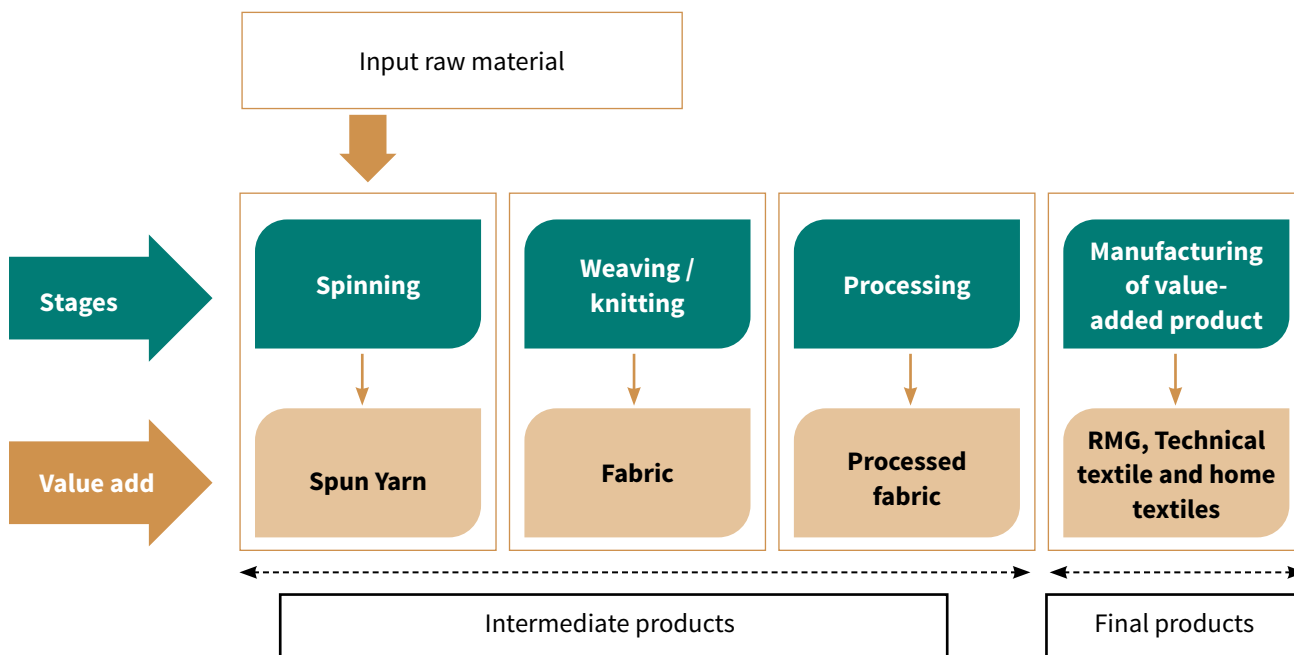 Input raw material
Stages
Spinning
Weaving /
knitting
Processing
Manufacturing
of value-
added product
Value add
Spun Yarn
Fabric
Processed
fabric
RMG, Technical
textile and home
textiles
Intermediate products
Final products